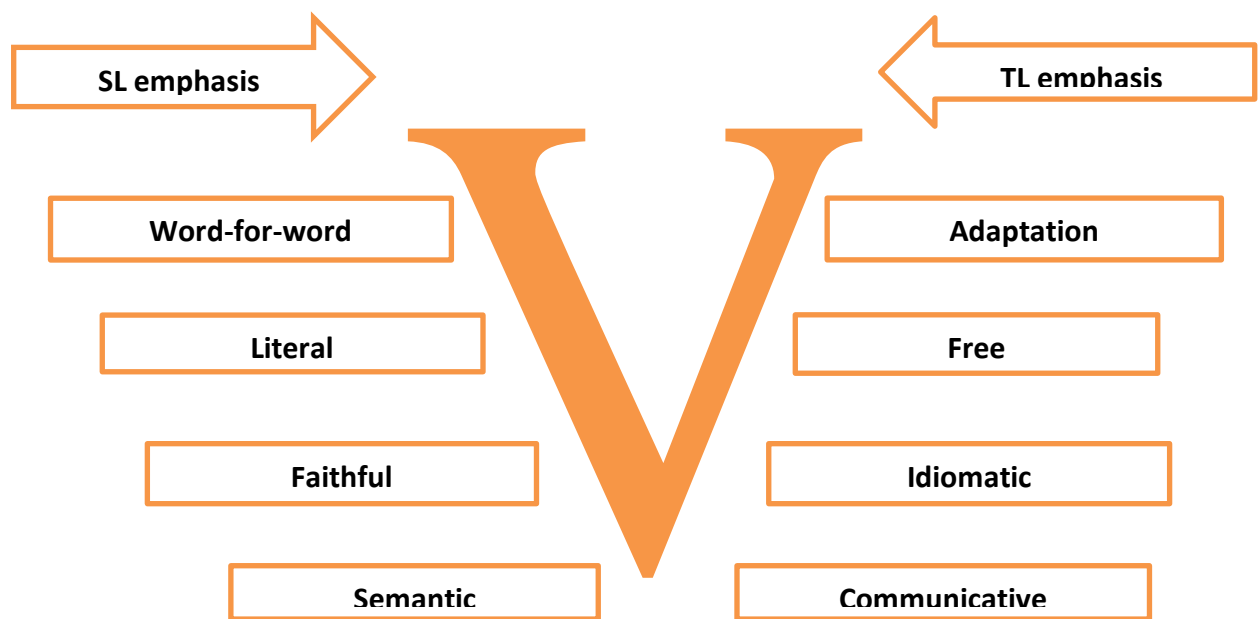 SL emphasis
TL emphasis
Word-for-word
Adaptation
Literal
Free
Faithful
Idiomatic
Semantic
Communicative